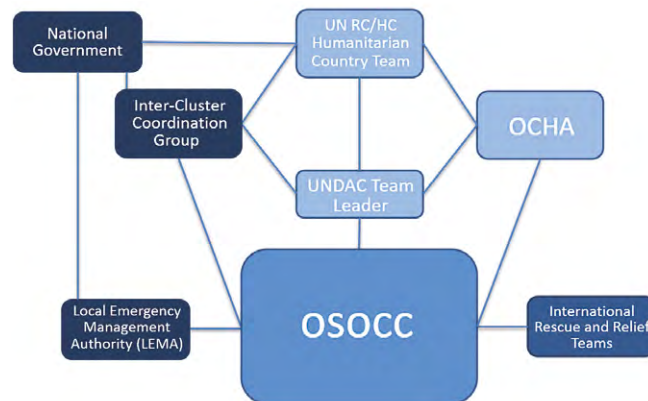 National
Government
UN RC/HC
Humanitarian
Country Team
Inter-Cluster
Coordination
Group
OCHA
UNDAC Team
Leader
OSOCC
Local Emergency
Management
Authority (LEMA)
International
Rescue and Relief
Teams